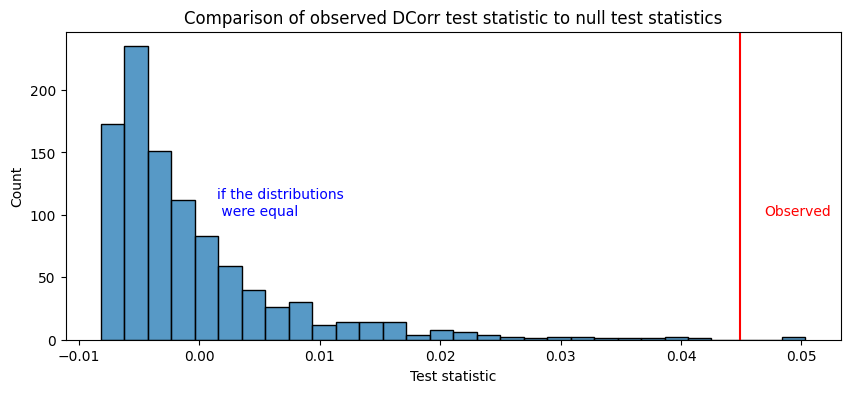 Comparison of observed DCorr test statistic to null test statistics
Count
200
150
100
50
0
if the distributions
were equal
Observed
-0.01
0.00
0.01
0.02
0.03
0.04
0.05
Test statistic